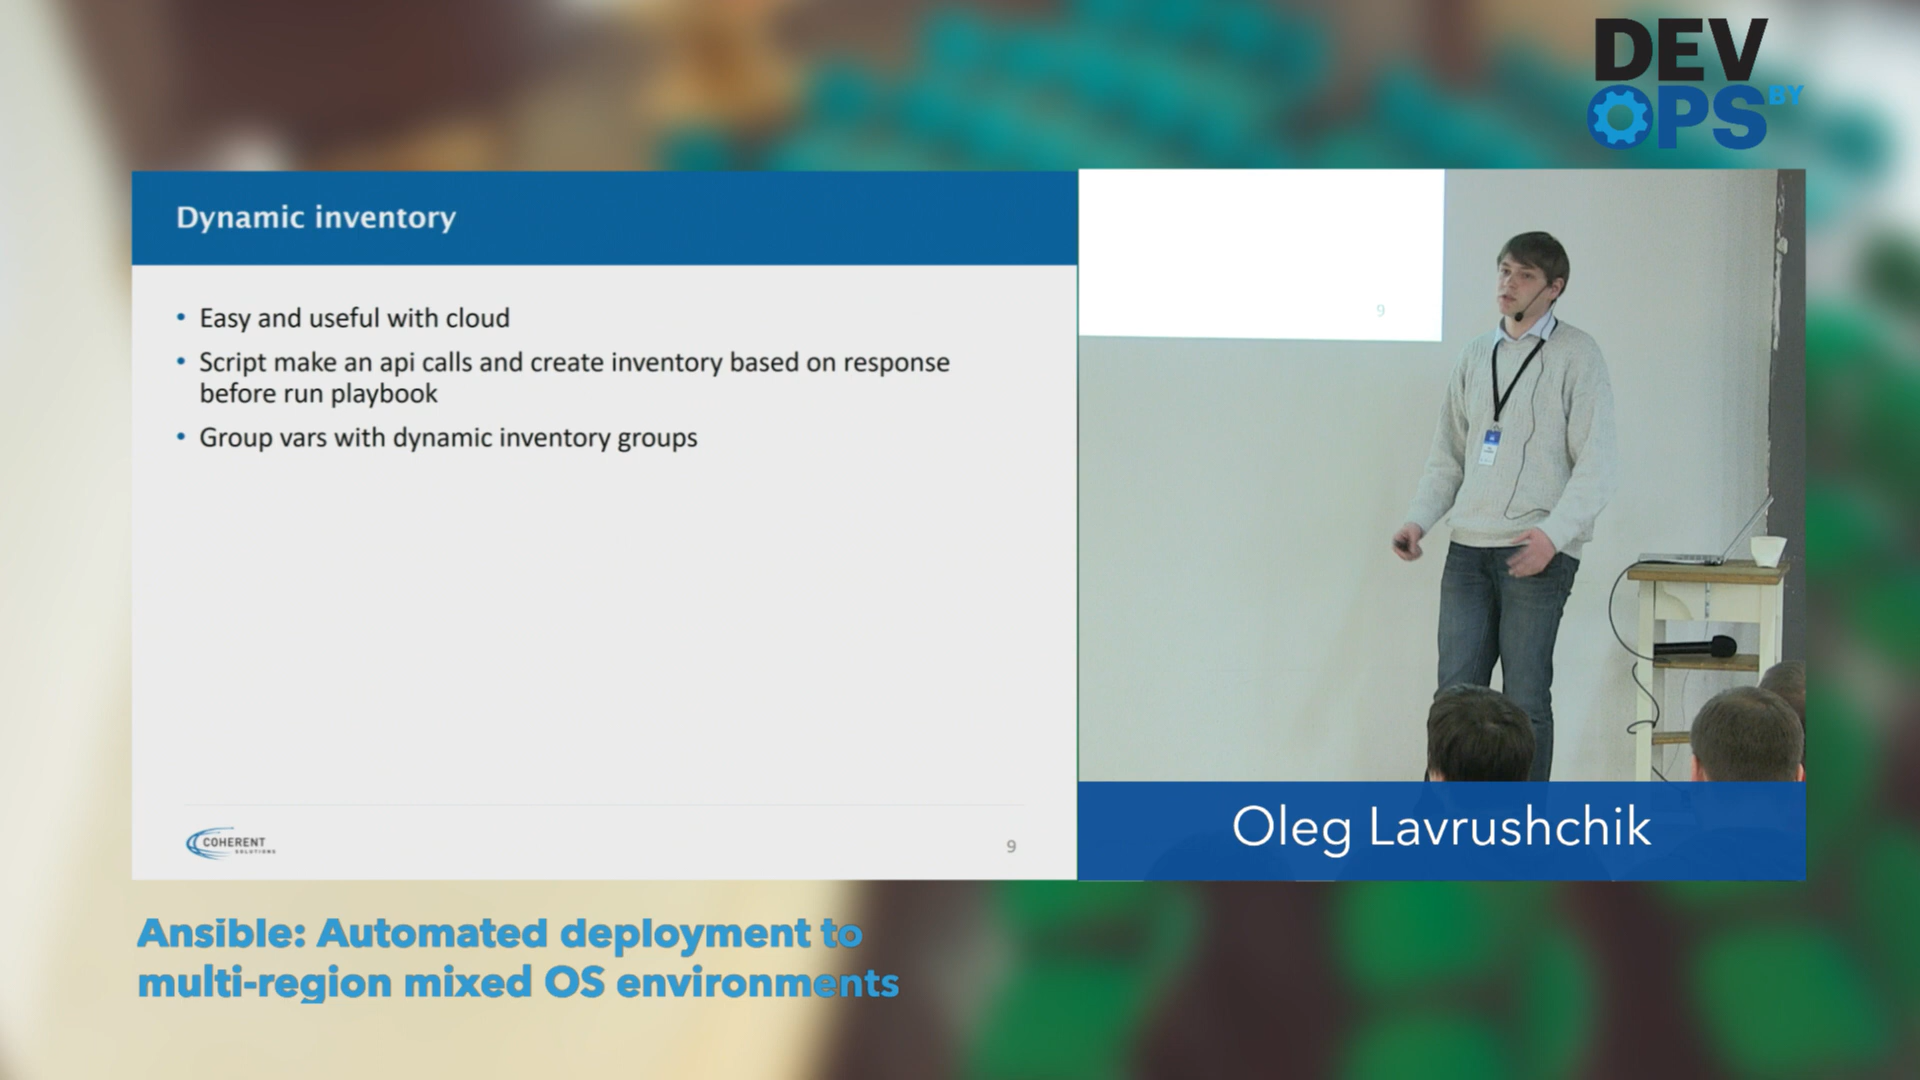 DEV
OPS BY
Dynamic inventory
• Easy and useful with cloud
• Script make an api calls and create inventory based on response
before run playbook
• Group vars with dynamic inventory groups
COHERENT
SOLUTIONS
9
9
Oleg Lavrushchik
Ansible: Automated deployment to
multi-region mixed OS environments